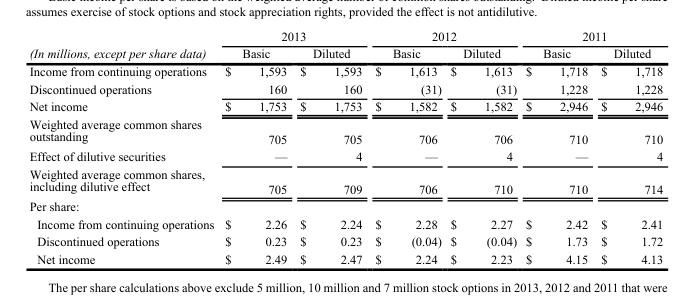 assumes exercise of stock options and stock appreciation rights, provided the effect is not antidilutive.
2013 2012 2011
(In millions, except per share data) Basic Diluted Basic Diluted Basic Diluted
Income from continuing operations $ 1,593 $ 1,593 $ 1,613 $ 1,613 $ 1,718 $ 1,718
Discontinued operations 160 160 (31) (31) 1,228 1,228
Net income $ 1,753 $ 1,753 $ 1,582 $ 1,582 $ 2,946 $ 2,946
Weighted average common shares
outstanding 705 705 706 706 710 710
Effect of dilutive securities — 4 — 4 — 4
Weighted average common shares,
including dilutive effect 705 709 706 710 710 714
Per share:
Income from continuing operations $ 2.26 $ 2.24 $ 2.28 $ 2.27 $ 2.42 $ 2.41
Discontinued operations $ 0.23 $ 0.23 $ (0.04) $ (0.04) $ 1.73 $ 1.72
Net income $ 2.49 $ 2.47 $ 2.24 $ 2.23 $ 4.15 $ 4.13
The per share calculations above exclude 5 million, 10 million and 7 million stock options in 2013, 2012 and 2011 that were